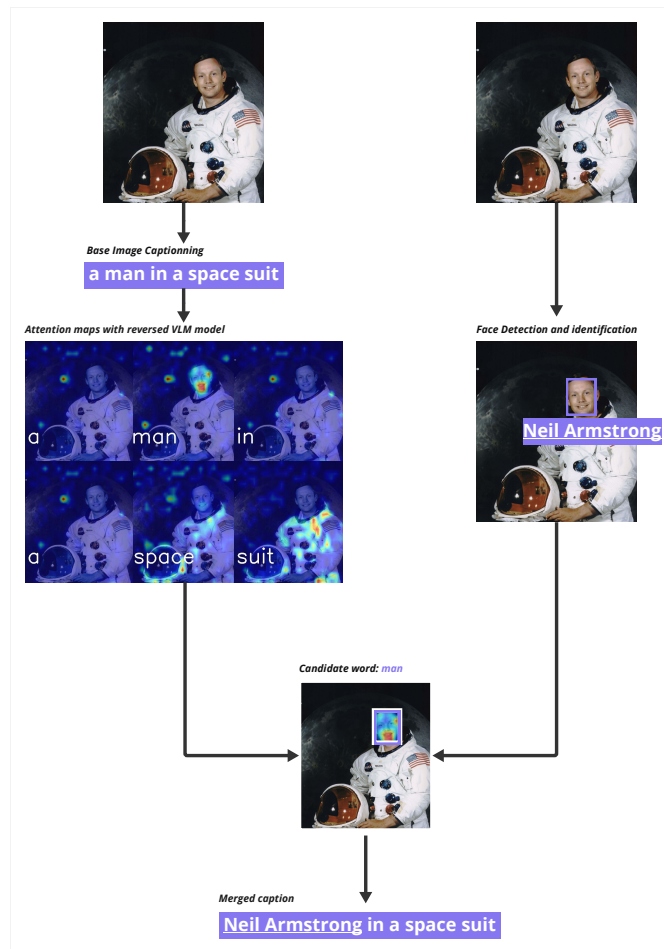 Base Image Captionning
a man in a space suit
Attention maps with reversed VLM model
Face Detection and identification
a
man
in
Neil Armstrong
a
space
suit
Candidate word: man
Merged caption
Neil Armstrong in a space suit